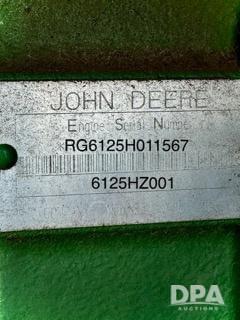 JOHN DEERE
Engine Serial Number
RG6125H011567
6125HZ001
DPA
AUCTIONS